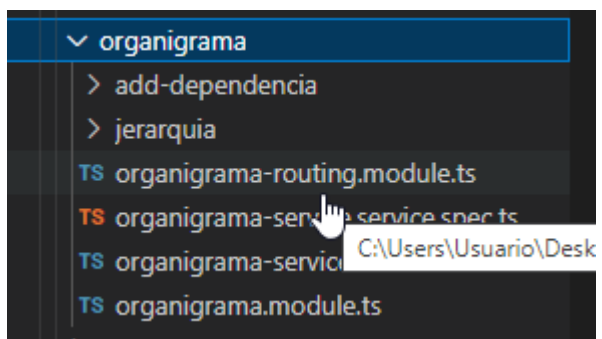 organigrama
add-dependencia
jerarquia
TS organigrama-routing.module.ts
TS organigrama-service.service.spec.ts
C:\Users\Usuario\Desk
TS organigrama-servic
TS organigrama.module.ts